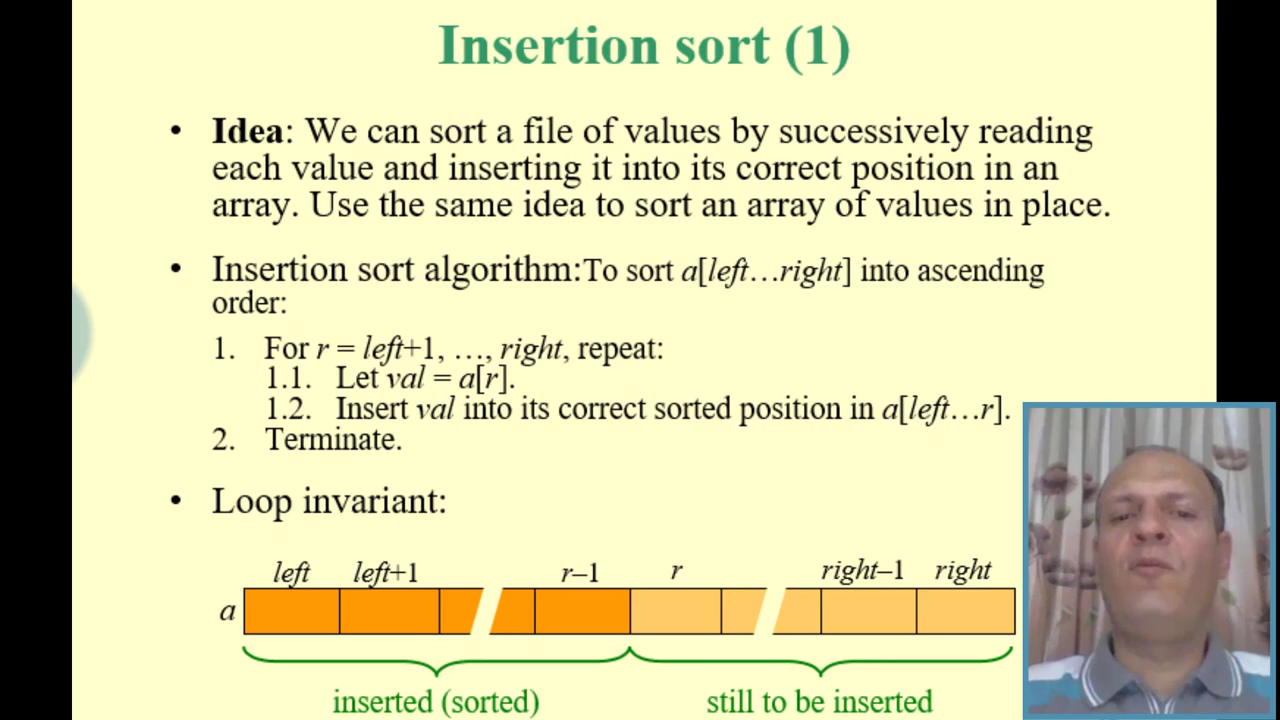 Insertion sort (1)
• Idea: We can sort a file of values by successively reading
each value and inserting it into its correct position in an
array. Use the same idea to sort an array of values in place.
• Insertion sort algorithm:To sort a[left…right] into ascending
order:
1. For r = left+1, …, right, repeat:
1.1. Let val = a[r].
1.2. Insert val into its correct sorted position in a[left…r].
2. Terminate.
• Loop invariant:
left left+1 r–1 r right–1 right
a
inserted (sorted) still to be inserted